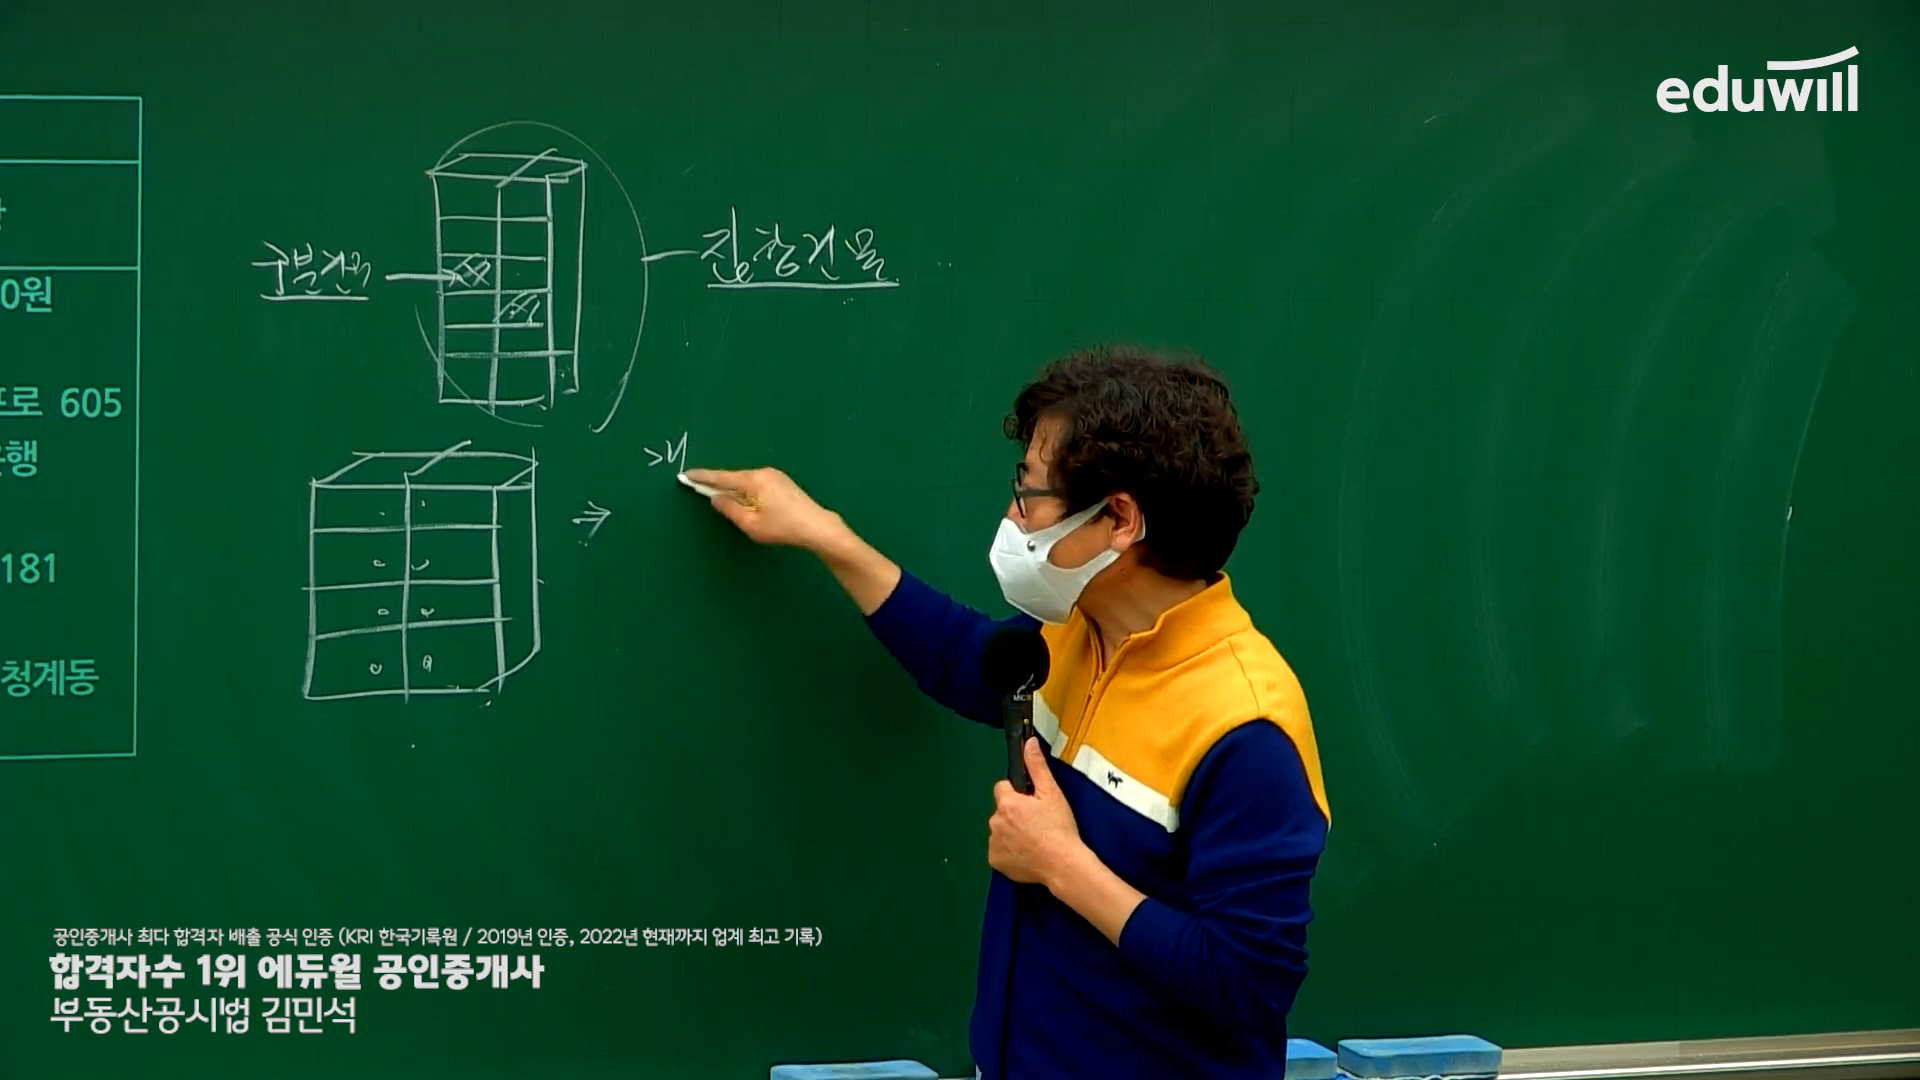 eduwill
0원
프로 605
은행
181
청계동
구분건물
집합건물
개
공인중개사 최다 합격자 배출 공식 인증 (KRI 한국기록원 / 2019년 인증, 2022년 현재까지 업계 최고 기록)
합격자수 1위 에듀윌 공인중개사
부동산공시법 김민석